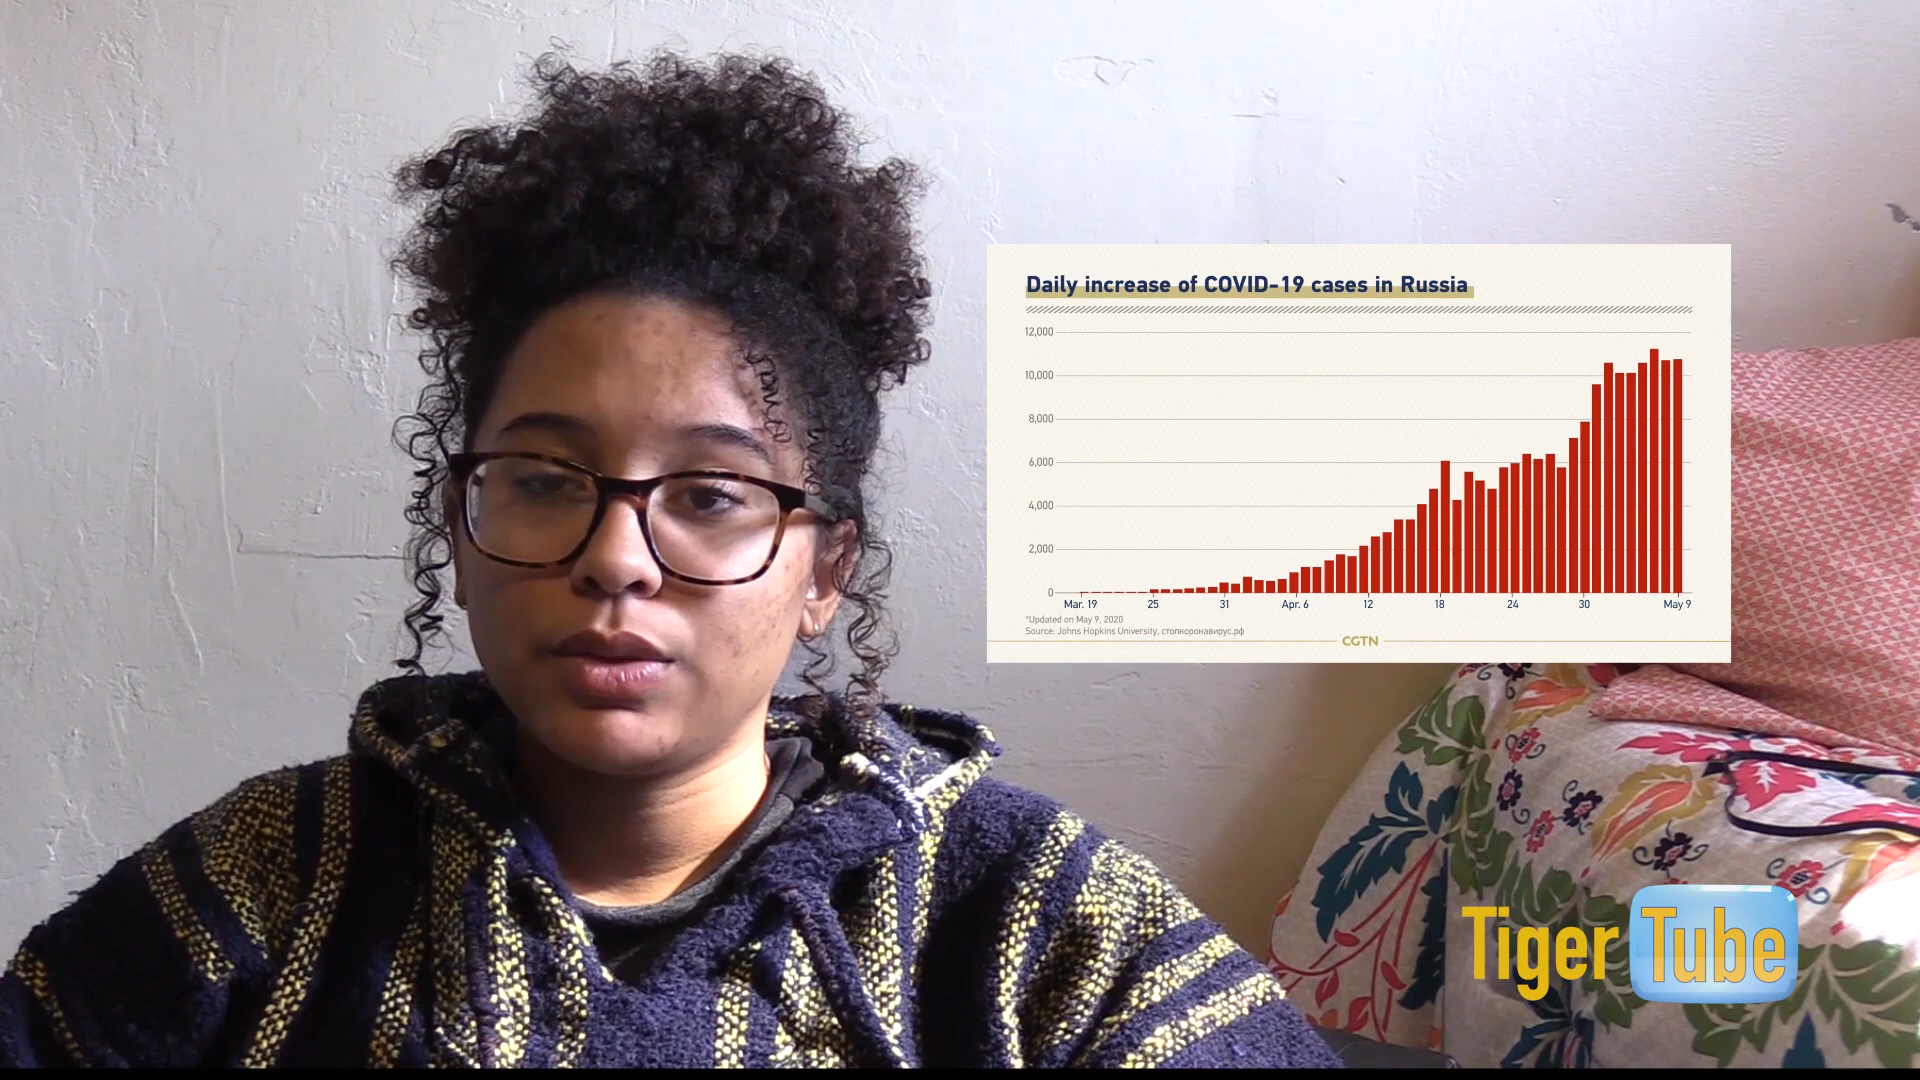 Daily increase of COVID-19 cases in Russia
12,000
10,000
8,000
6,000
4,000
2,000
0
Mar. 19 25 31 Apr. 6 12 18 24 30 May 9
*Updated on May 9, 2020
Source: Johns Hopkins University, стопкоронавирус.рф
CGTN
Tiger Tube